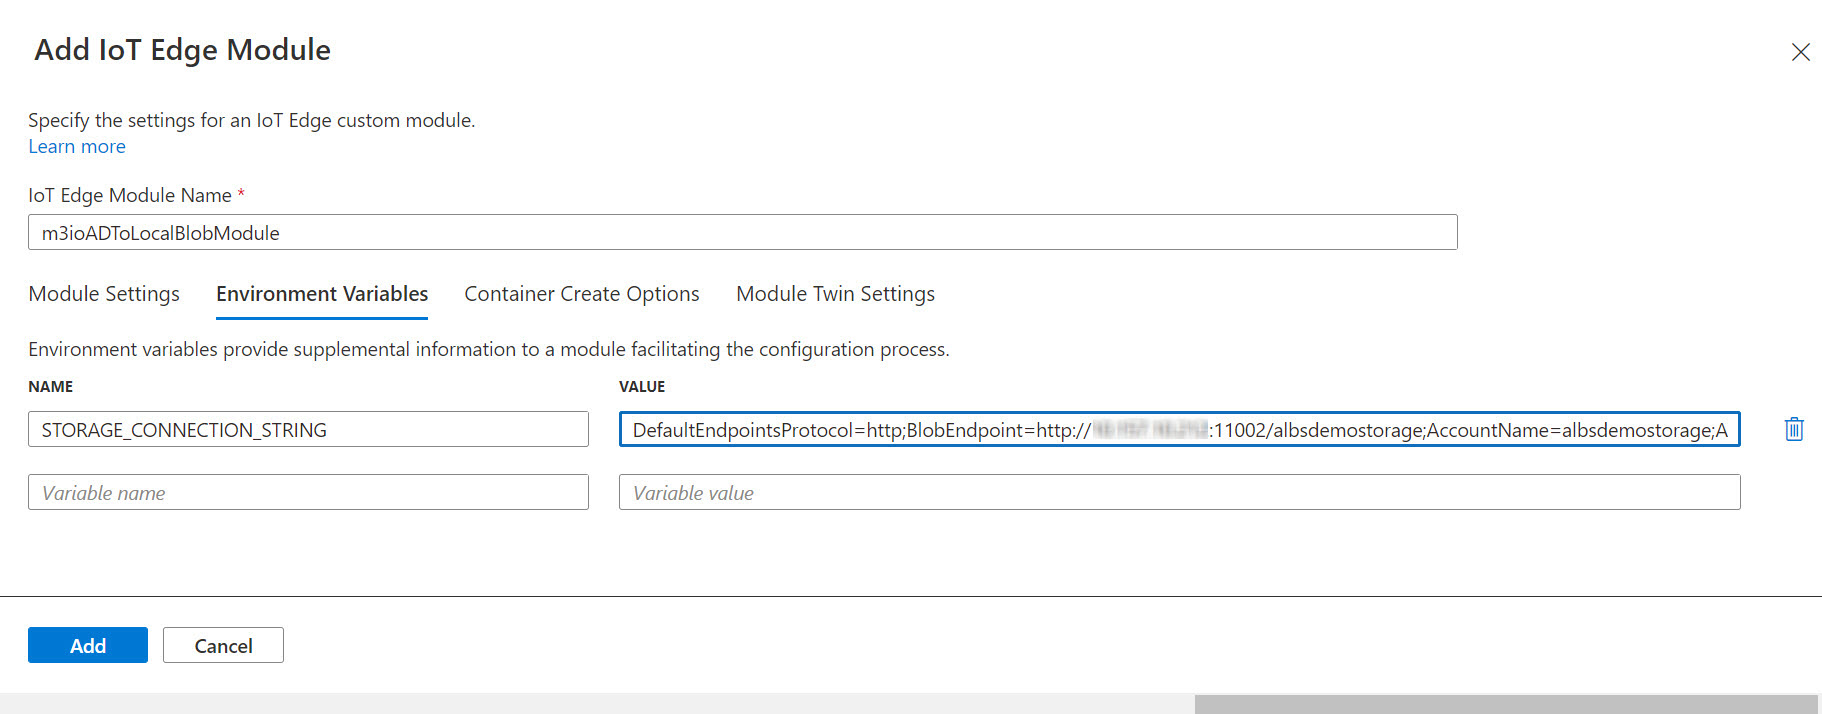 Add IoT Edge Module
Specify the settings for an IoT Edge custom module.
Learn more
IoT Edge Module Name *
m3ioADToLocalBlobModule
Module Settings Environment Variables Container Create Options Module Twin Settings
Environment variables provide supplemental information to a module facilitating the configuration process.
NAME VALUE
STORAGE_CONNECTION_STRING DefaultEndpointsProtocol=http;BlobEndpoint=http:// :11002/albsdemostorage;AccountName=albsdemostorage;A
Variable name Variable value
Add Cancel